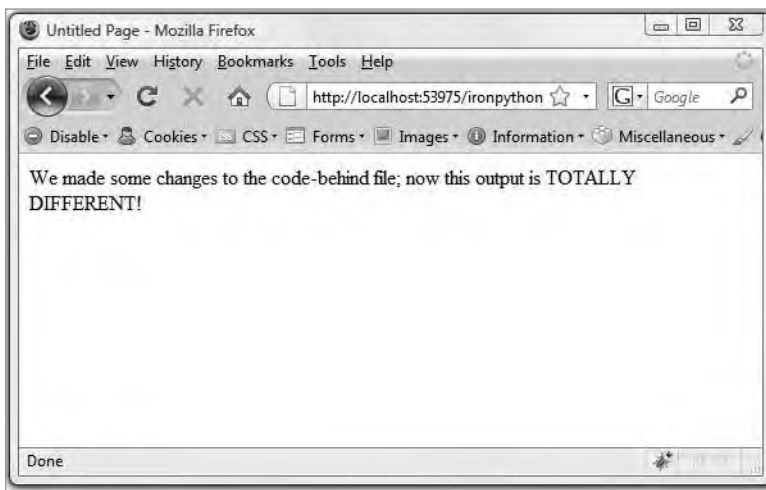 Untitled Page - Mozilla Firefox
File Edit View History Bookmarks Tools Help
http://localhost:53975/ironpython G Google
Disable Cookies CSS Forms Images Information Miscellaneous
We made some changes to the code-behind file; now this output is TOTALLY
DIFFERENT!
Done